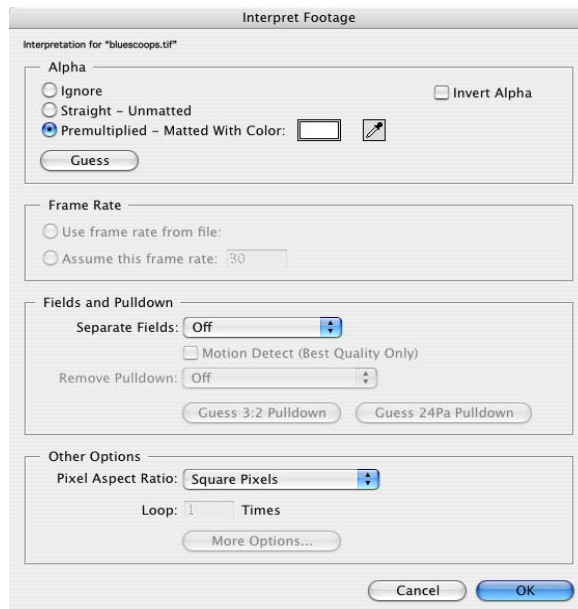 Interpret Footage
Interpretation for "bluescoops.tif"
Alpha
Ignore
Invert Alpha
Straight – Unmatted
Premultiplied – Matted With Color:
Guess
Frame Rate
Use frame rate from file:
Assume this frame rate: 30
Fields and Pulldown
Separate Fields: Off
Motion Detect (Best Quality Only)
Remove Pulldown: Off
Guess 3:2 Pulldown Guess 24Pa Pulldown
Other Options
Pixel Aspect Ratio: Square Pixels
Loop: 1 Times
More Options...
Cancel OK